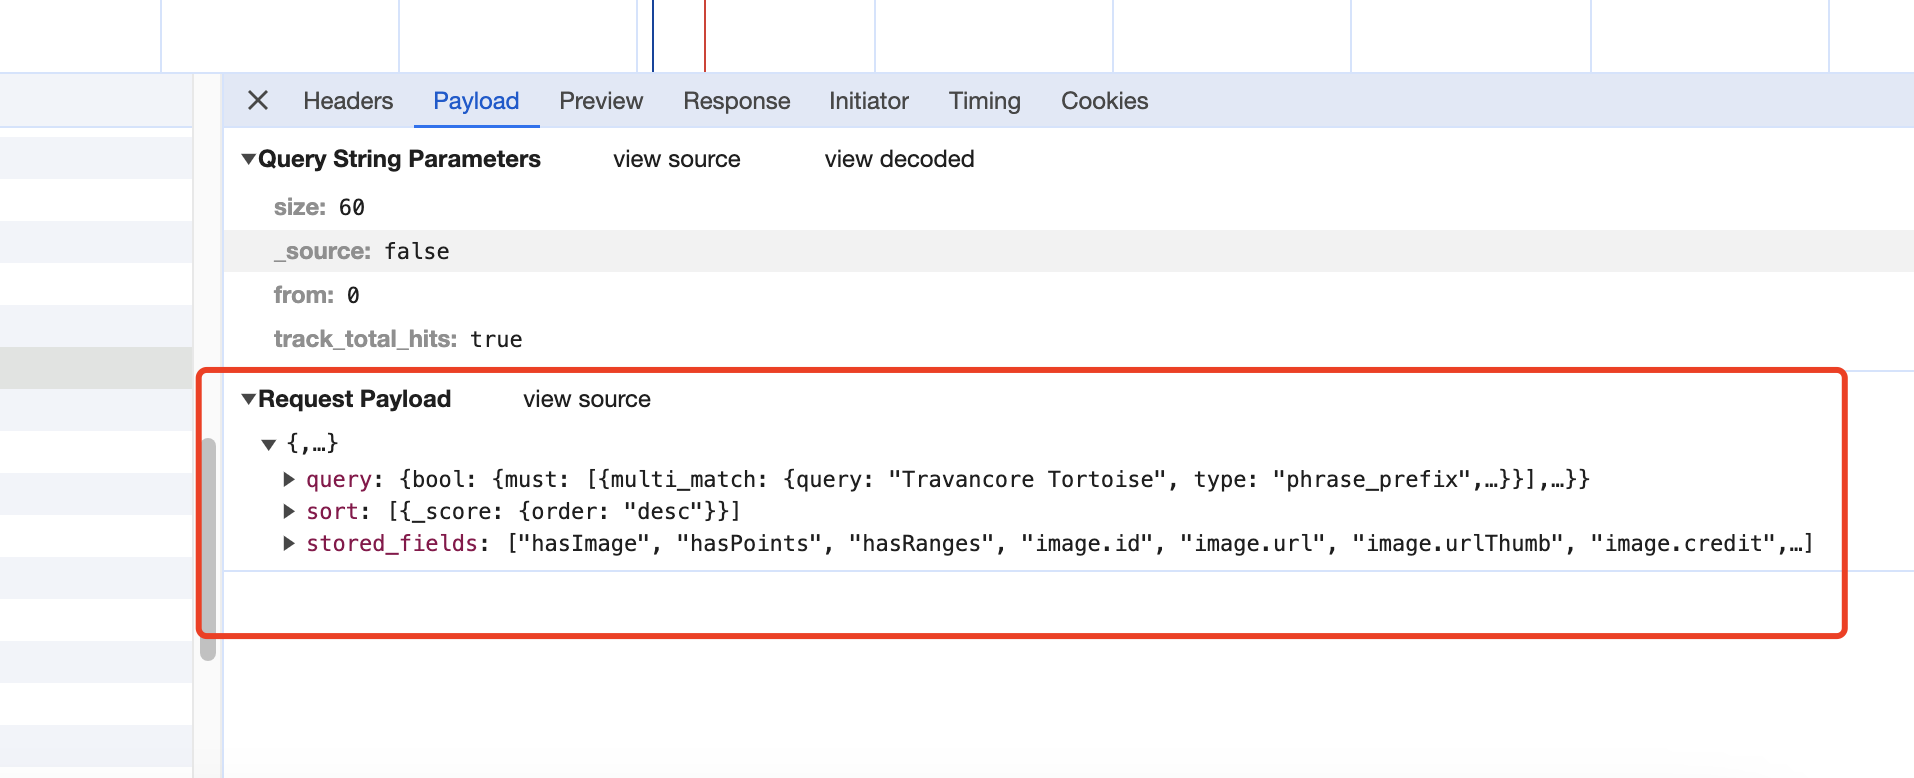 Headers Payload Preview Response Initiator Timing Cookies
Query String Parameters view source view decoded
size: 60
_source: false
from: 0
track_total_hits: true
Request Payload view source
{,…}
query: {bool: {must: [{multi_match: {query: "Travancore Tortoise", type: "phrase_prefix",…}}],…}}
sort: [{_score: {order: "desc"}}]
stored_fields: ["hasImage", "hasPoints", "hasRanges", "image.id", "image.url", "image.urlThumb", "image.credit",…]